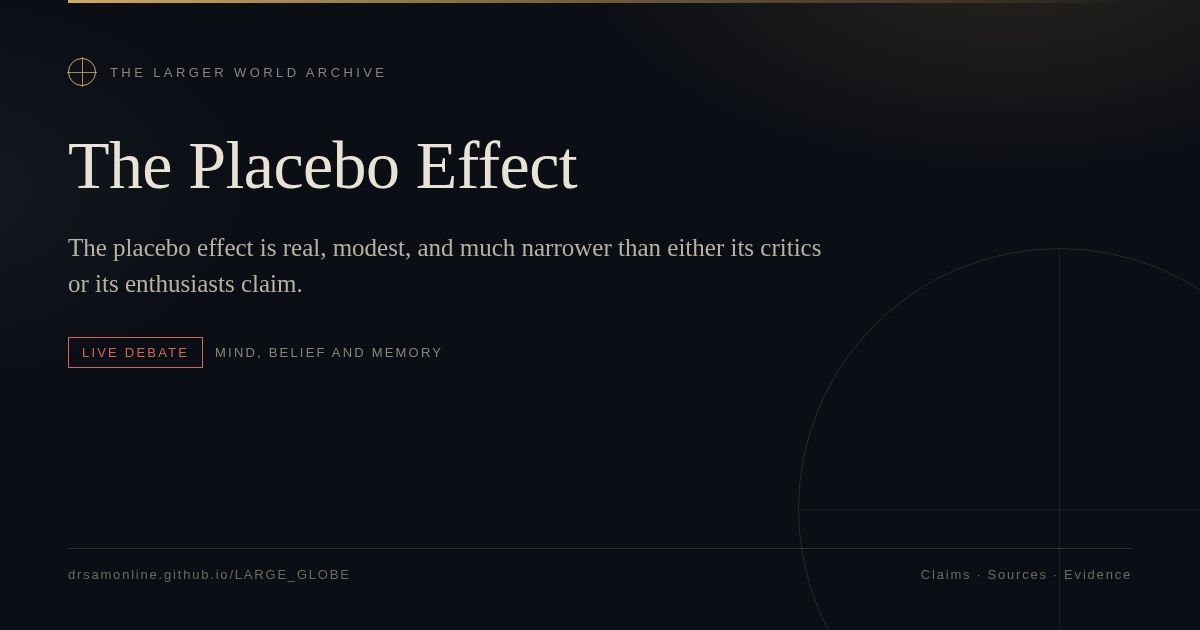 THE LARGER WORLD ARCHIVE
The Placebo Effect
The placebo effect is real, modest, and much narrower than either its critics
or its enthusiasts claim.
LIVE DEBATE MIND, BELIEF AND MEMORY
drsamonline.github.io/LARGE_GLOBE
Claims · Sources · Evidence